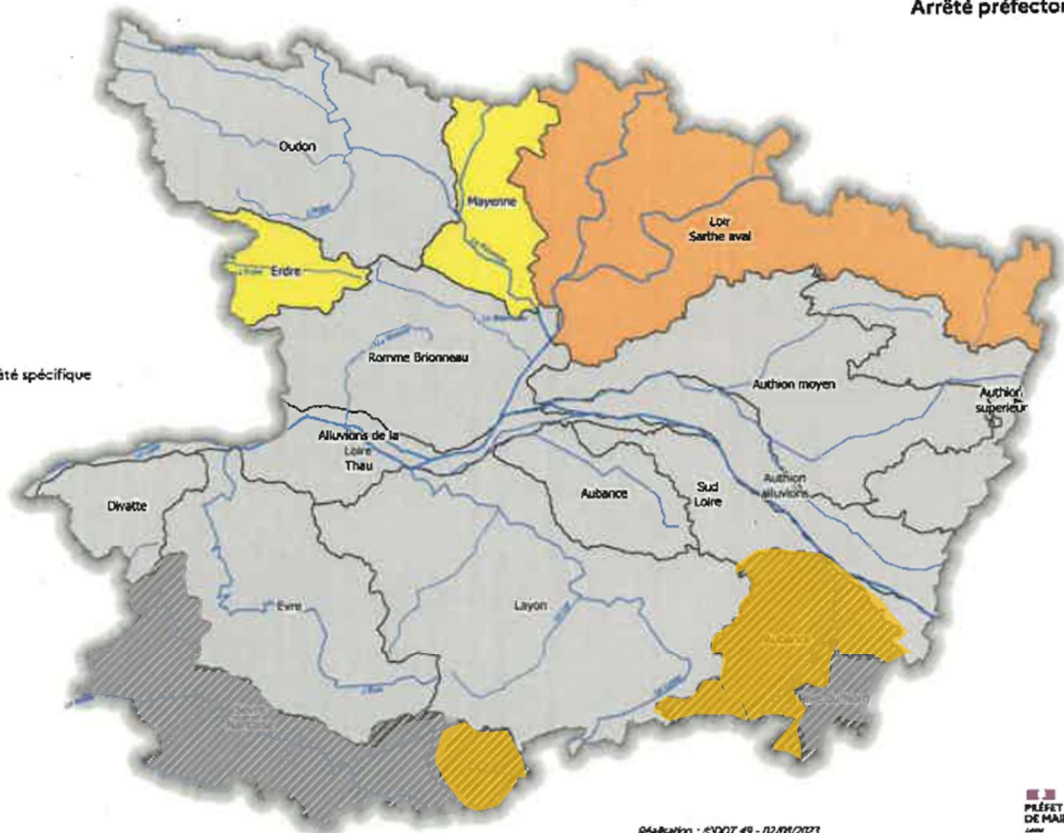 Arrêté préfector
Oudon
Mayenne
Loir
Sarthe aval
Erdre
Romme Brionneau
été spécifique
Authion moyen
Authion
superieur
Alluvions de la
Loire
Thau
Authion
alluvions
Aubance
Sud
Loire
Divatte
Evre
Layon
PRÉFET
DE MAI
Réalisation : ©DDT 49 - 02/08/2023